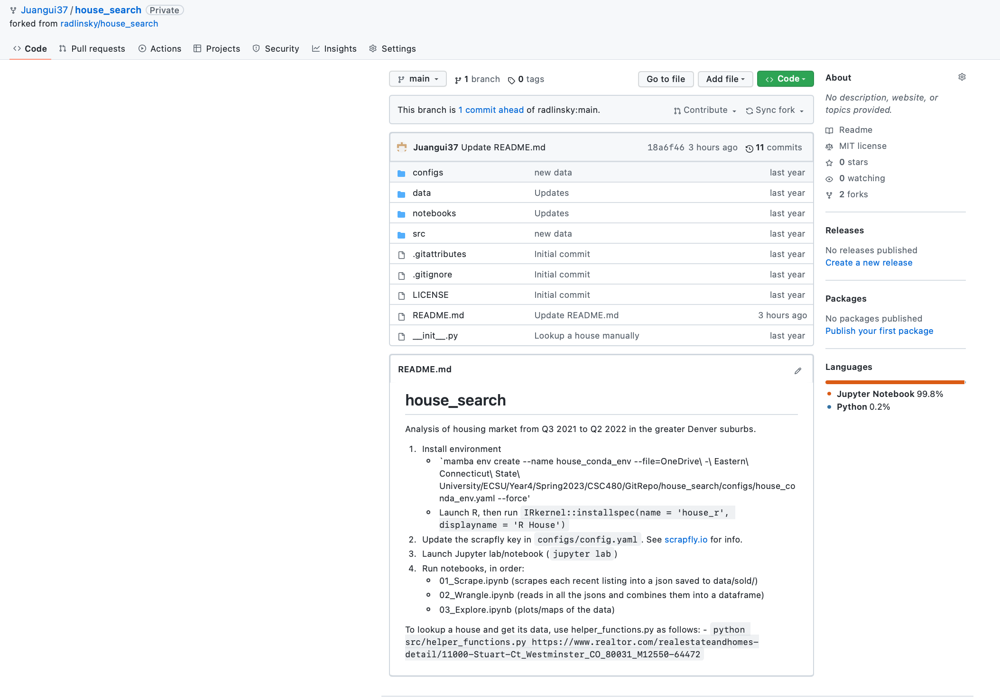 Juangui37 / house_search Private
forked from radlinsky/house_search
Code Pull requests Actions Projects Security Insights Settings
main 1 branch 0 tags Go to file Add file Code
This branch is 1 commit ahead of radlinsky:main. Contribute Sync fork
Juangui37 Update README.md 18a6f46 3 hours ago 11 commits
configs new data last year
data Updates last year
notebooks Updates last year
src new data last year
.gitattributes Initial commit last year
.gitignore Initial commit last year
LICENSE Initial commit last year
README.md Update README.md 3 hours ago
__init__.py Lookup a house manually last year
README.md
house_search
Analysis of housing market from Q3 2021 to Q2 2022 in the greater Denver suburbs.
1. Install environment
`mamba env create --name house_conda_env --file=OneDrive\ -\ Eastern\
Connecticut\ State\
University/ECSU/Year4/Spring2023/CSC480/GitRepo/house_search/configs/house_co
nda_env.yaml --force'
Launch R, then run IRkernel::installspec(name = 'house_r',
displayname = 'R House')
2. Update the scrapfly key in configs/config.yaml . See scrapfly.io for info.
3. Launch Jupyter lab/notebook ( jupyter lab )
4. Run notebooks, in order:
01_Scrape.ipynb (scrapes each recent listing into a json saved to data/sold/)
02_Wrangle.ipynb (reads in all the jsons and combines them into a dataframe)
03_Explore.ipynb (plots/maps of the data)
To lookup a house and get its data, use helper_functions.py as follows: - python
src/helper_functions.py https://www.realtor.com/realestateandhomes-
detail/11000-Stuart-Ct_Westminster_CO_80031_M12550-64472
About
No description, website, or
topics provided.
Readme
MIT license
0 stars
0 watching
2 forks
Releases
No releases published
Create a new release
Packages
No packages published
Publish your first package
Languages
Jupyter Notebook 99.8%
Python 0.2%